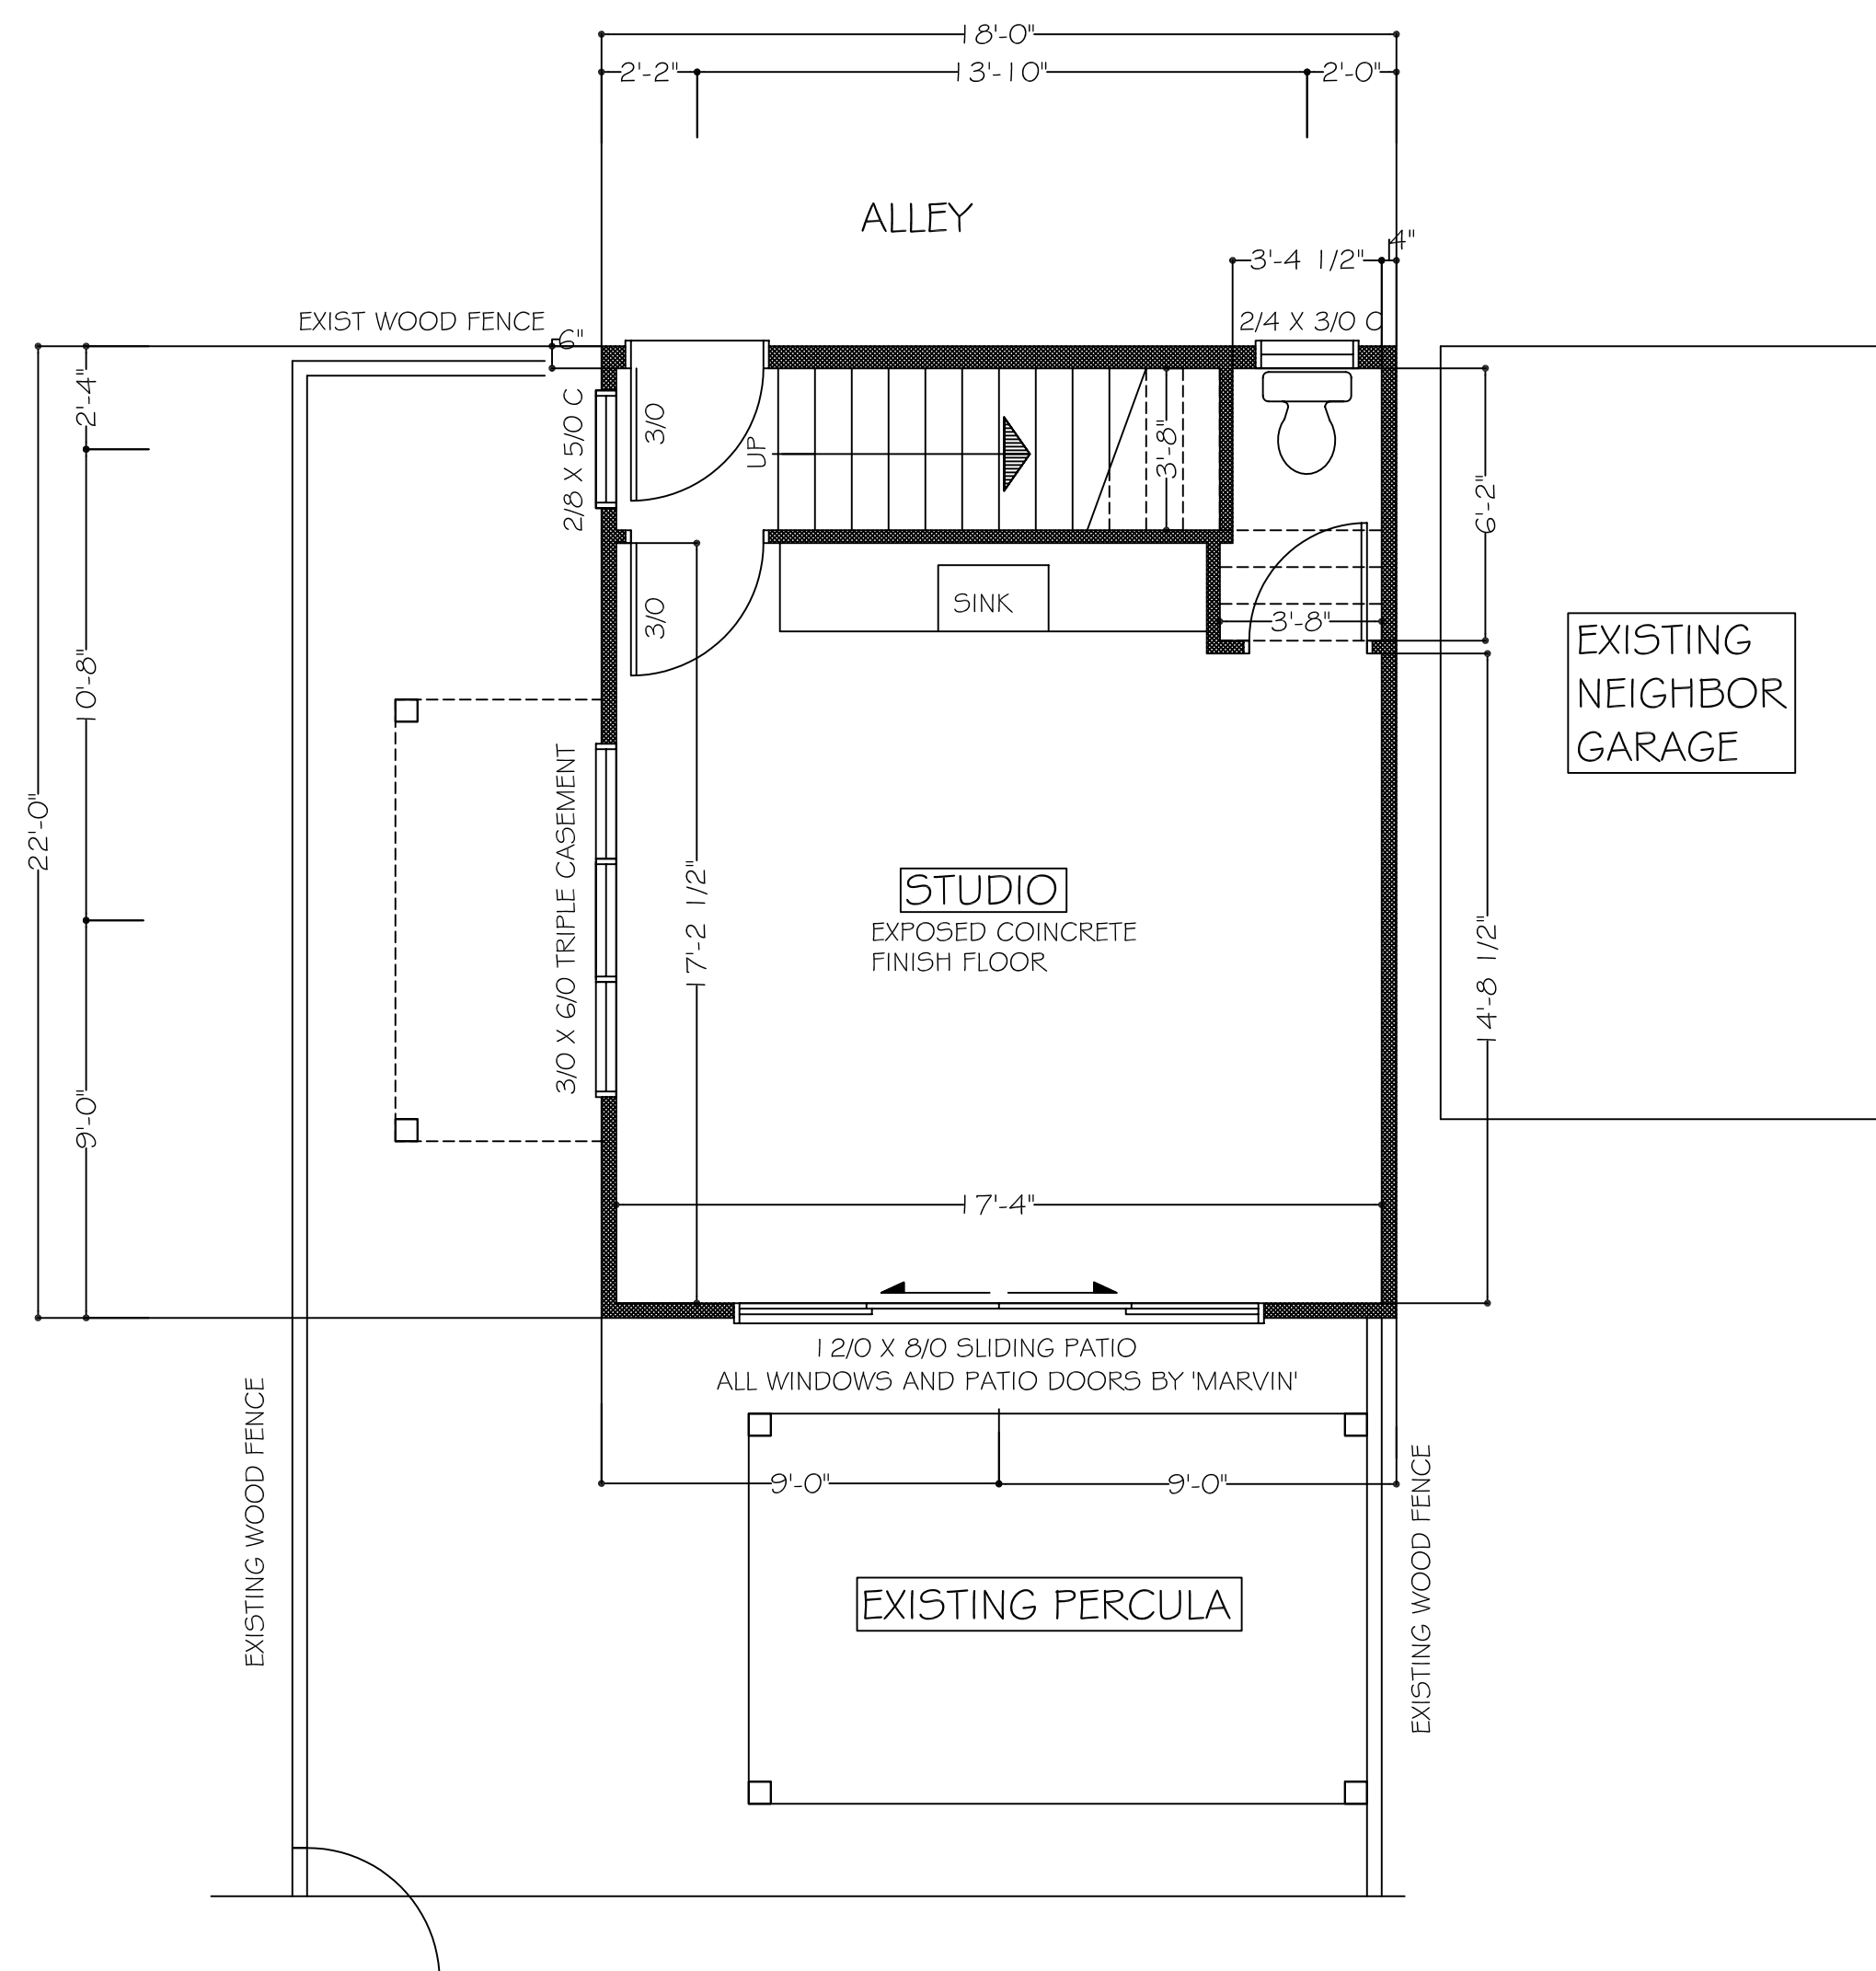 18'-0"
2'-2"
13'-10"
2'-0"
ALLEY
4"
3'-4 1/2"
EXIST WOOD FENCE
6"
2/4 X 3/0 C
2'-4"
2/8 X 5/0 C
3/0
UP
3'-8"
6'-2"
3/0
SINK
3'-8"
EXISTING
NEIGHBOR
GARAGE
10'-8"
22'-0"
3/0 X 6/0 TRIPLE CASEMENT
17'-2 1/2"
STUDIO
EXPOSED COINCRETE
FINISH FLOOR
14'-8 1/2"
9'-0"
17'-4"
12/0 X 8/0 SLIDING PATIO
ALL WINDOWS AND PATIO DOORS BY 'MARVIN'
9'-0"
9'-0"
EXISTING WOOD FENCE
EXISTING PERCULA
EXISTING WOOD FENCE